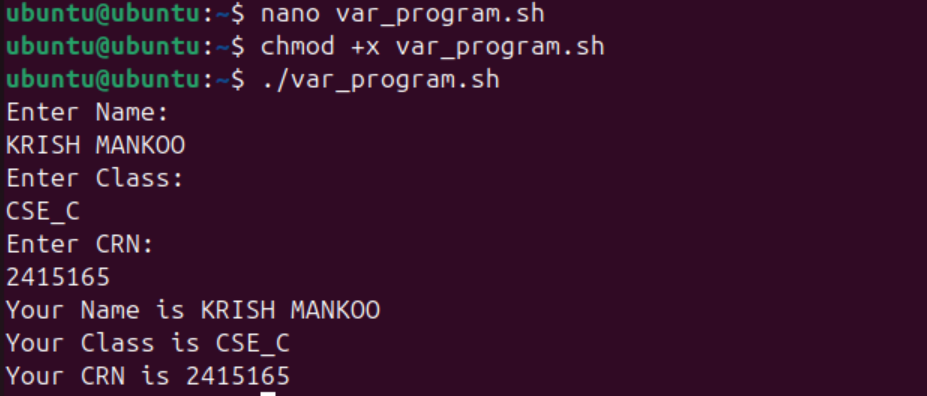 ubuntu@ubuntu:~$ nano var_program.sh
ubuntu@ubuntu:~$ chmod +x var_program.sh
ubuntu@ubuntu:~$ ./var_program.sh
Enter Name:
KRISH MANKOO
Enter Class:
CSE_C
Enter CRN:
2415165
Your Name is KRISH MANKOO
Your Class is CSE_C
Your CRN is 2415165